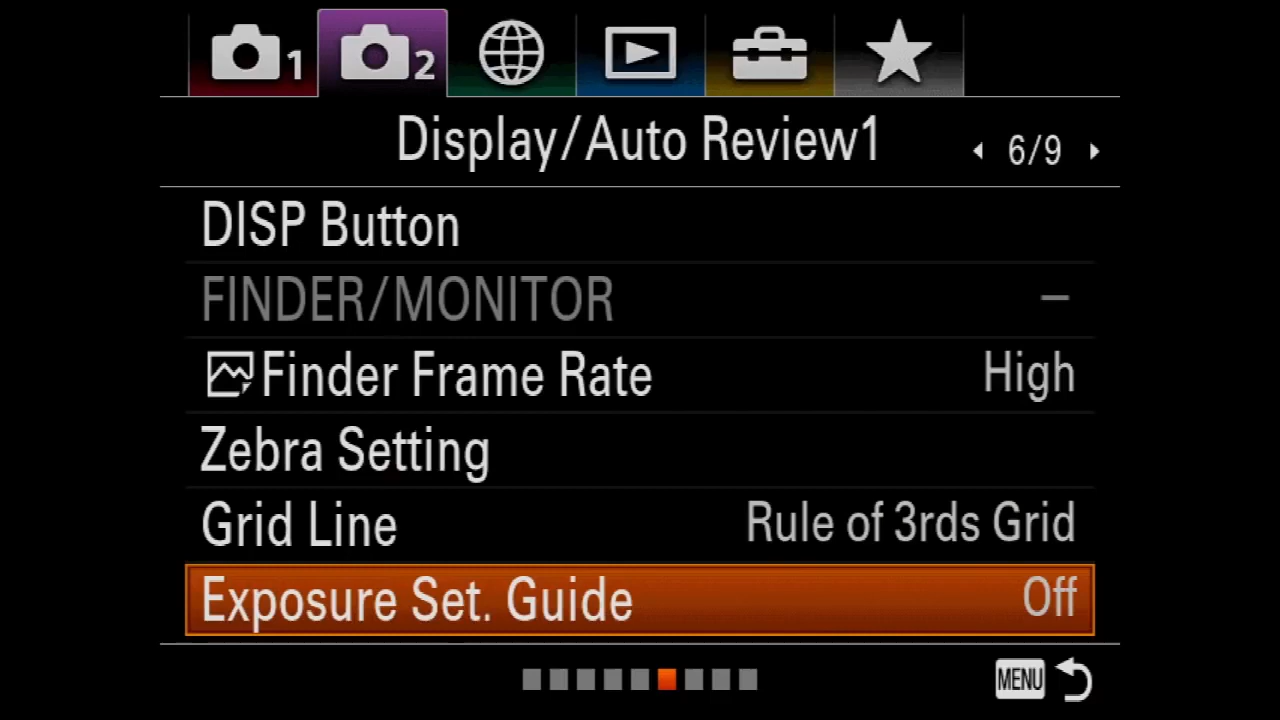 1 2
Display/Auto Review1 6/9
DISP Button
FINDER/MONITOR –
Finder Frame Rate High
Zebra Setting
Grid Line Rule of 3rds Grid
Exposure Set. Guide Off
MENU